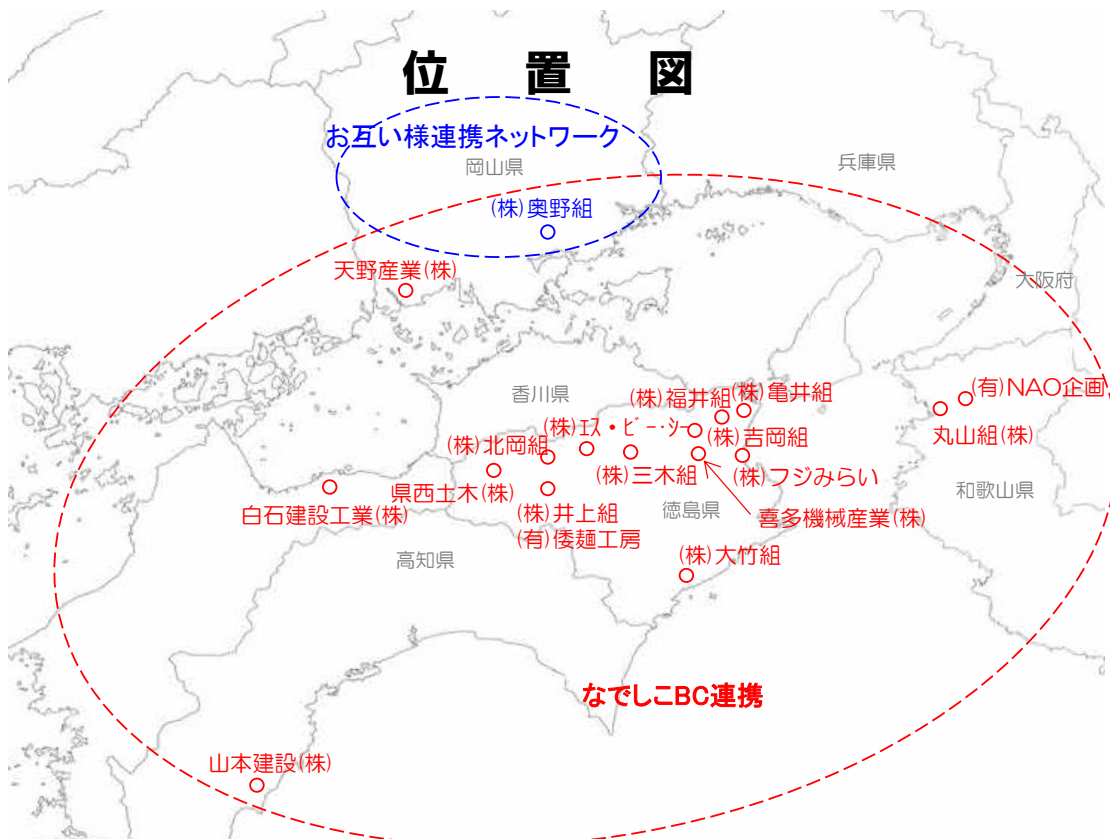 位 置 図
お互い様連携ネットワーク
岡山県
兵庫県
(株)奥野組
天野産業(株)
大阪府
香川県
(株)福井組
(株)亀井組
(有)NAO企画
(株)北岡組
(株)エス・ビー・シー
(株)吉岡組
丸山組(株)
県西土木(株)
(株)三木組
(株)フジみらい
白石建設工業(株)
(株)井上組
(有)倭麺工房
徳島県
喜多機械産業(株)
和歌山県
高知県
(株)大竹組
なでしこBC連携
山本建設(株)